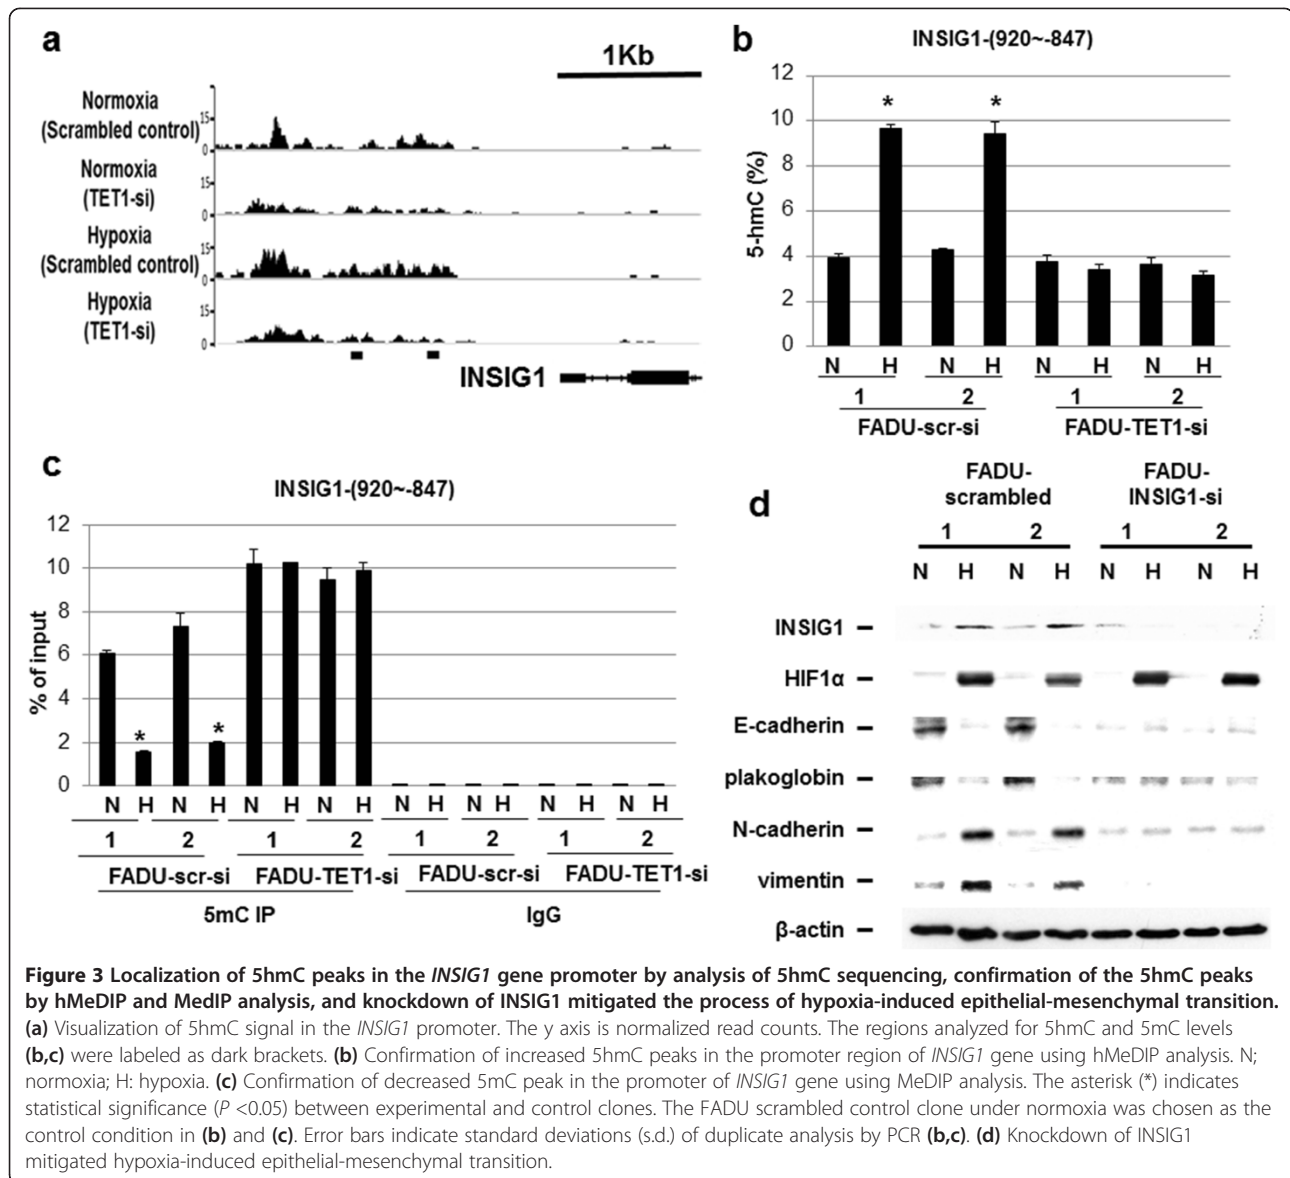 a
1Kb
Normoxia
(Scrambled control)
15
0
Normoxia
(TET1-si)
15
0
Hypoxia
(Scrambled control)
15
0
Hypoxia
(TET1-si)
15
0
INSIG1
b
INSIG1-(920~-847)
5-hmC (%)
12
10
8
6
4
2
0
* *
N H N H N H N H
1 2 1 2
FADU-scr-si FADU-TET1-si
c
INSIG1-(920~-847)
% of input
12
10
8
6
4
2
0
* *
N H N H N H N H N H N H N H N H
1 2 1 2 1 2 1 2
FADU-scr-si FADU-TET1-si FADU-scr-si FADU-TET1-si
5mC IP IgG
d
FADU- FADU-
scrambled INSIG1-si
1 2 1 2
N H N H N H N H
INSIG1
HIF1α
E-cadherin
plakoglobin
N-cadherin
vimentin
β-actin
Figure 3 Localization of 5hmC peaks in the INSIG1 gene promoter by analysis of 5hmC sequencing, confirmation of the 5hmC peaks
by hMeDIP and MedIP analysis, and knockdown of INSIG1 mitigated the process of hypoxia-induced epithelial-mesenchymal transition.
(a) Visualization of 5hmC signal in the INSIG1 promoter. The y axis is normalized read counts. The regions analyzed for 5hmC and 5mC levels
(b,c) were labeled as dark brackets. (b) Confirmation of increased 5hmC peaks in the promoter region of INSIG1 gene using hMeDIP analysis. N;
normoxia; H: hypoxia. (c) Confirmation of decreased 5mC peak in the promoter of INSIG1 gene using MeDIP analysis. The asterisk (*) indicates
statistical significance (P <0.05) between experimental and control clones. The FADU scrambled control clone under normoxia was chosen as the
control condition in (b) and (c). Error bars indicate standard deviations (s.d.) of duplicate analysis by PCR (b,c). (d) Knockdown of INSIG1
mitigated hypoxia-induced epithelial-mesenchymal transition.